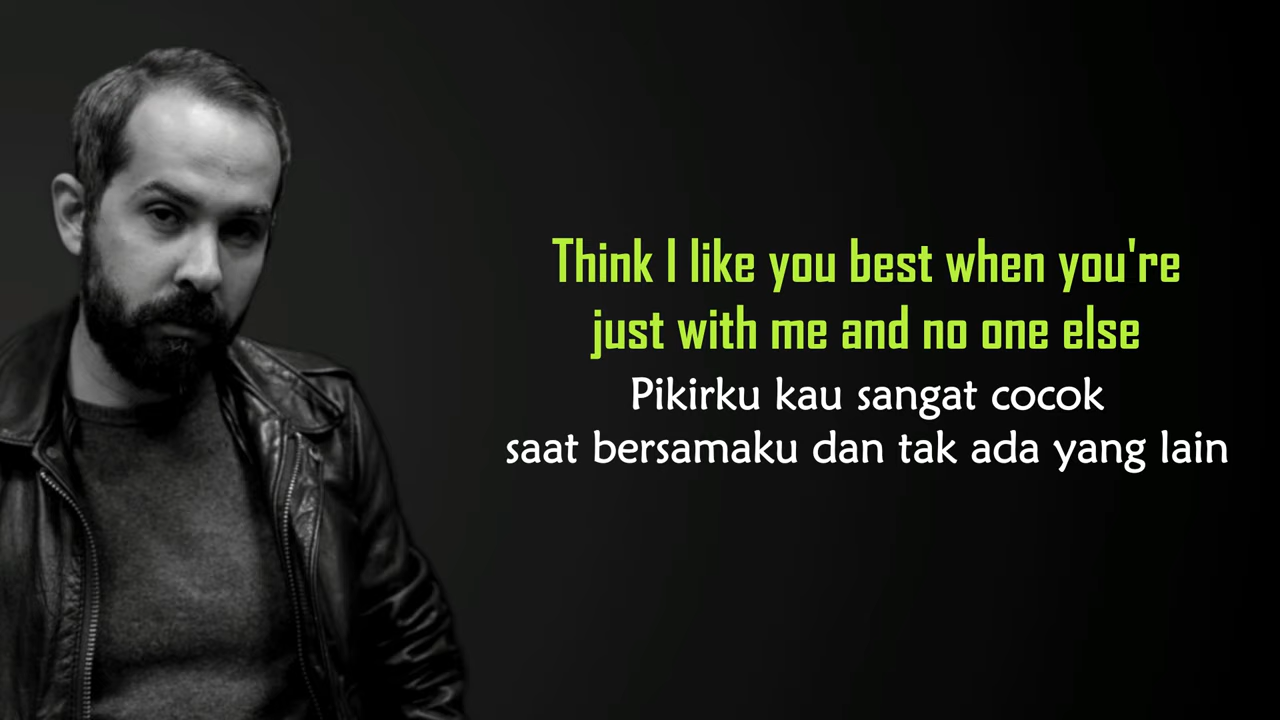 Think I like you best when you're
just with me and no one else
Pikirku kau sangat cocok
saat bersamaku dan tak ada yang lain